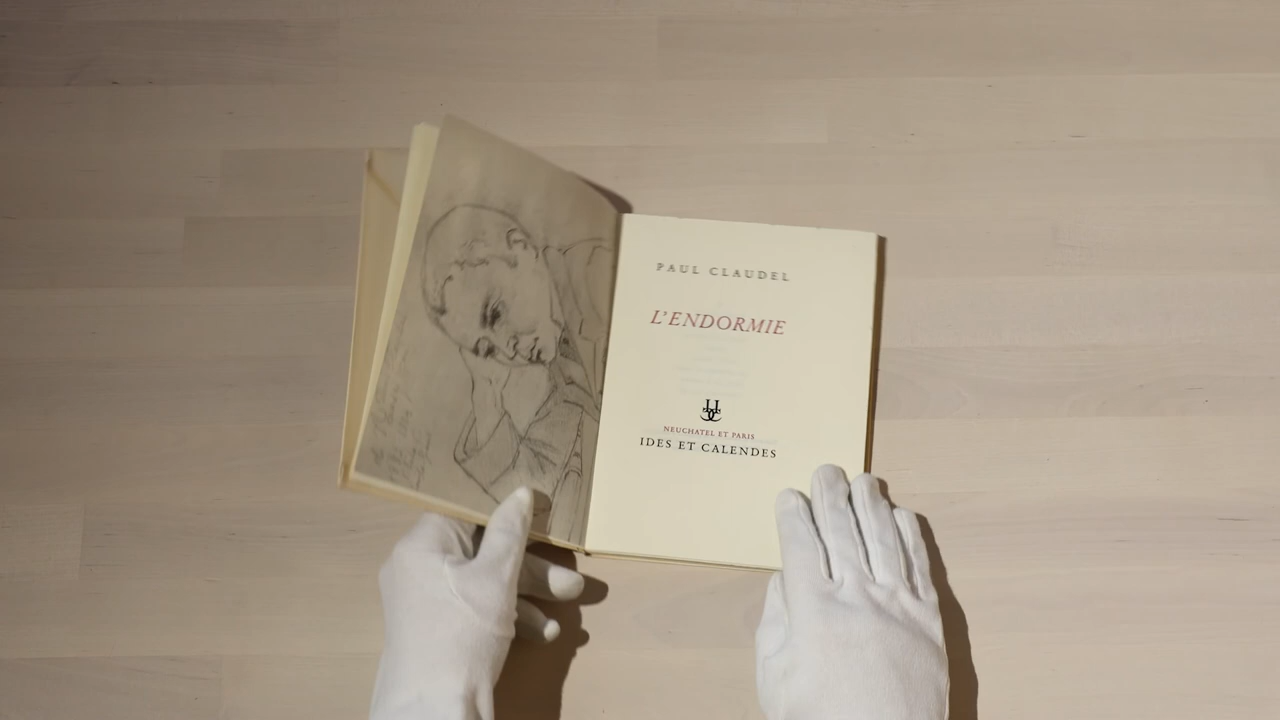 PAUL CLAUDEL
L'ENDORMIE
NEUCHATEL ET PARIS
IDES ET CALENDES